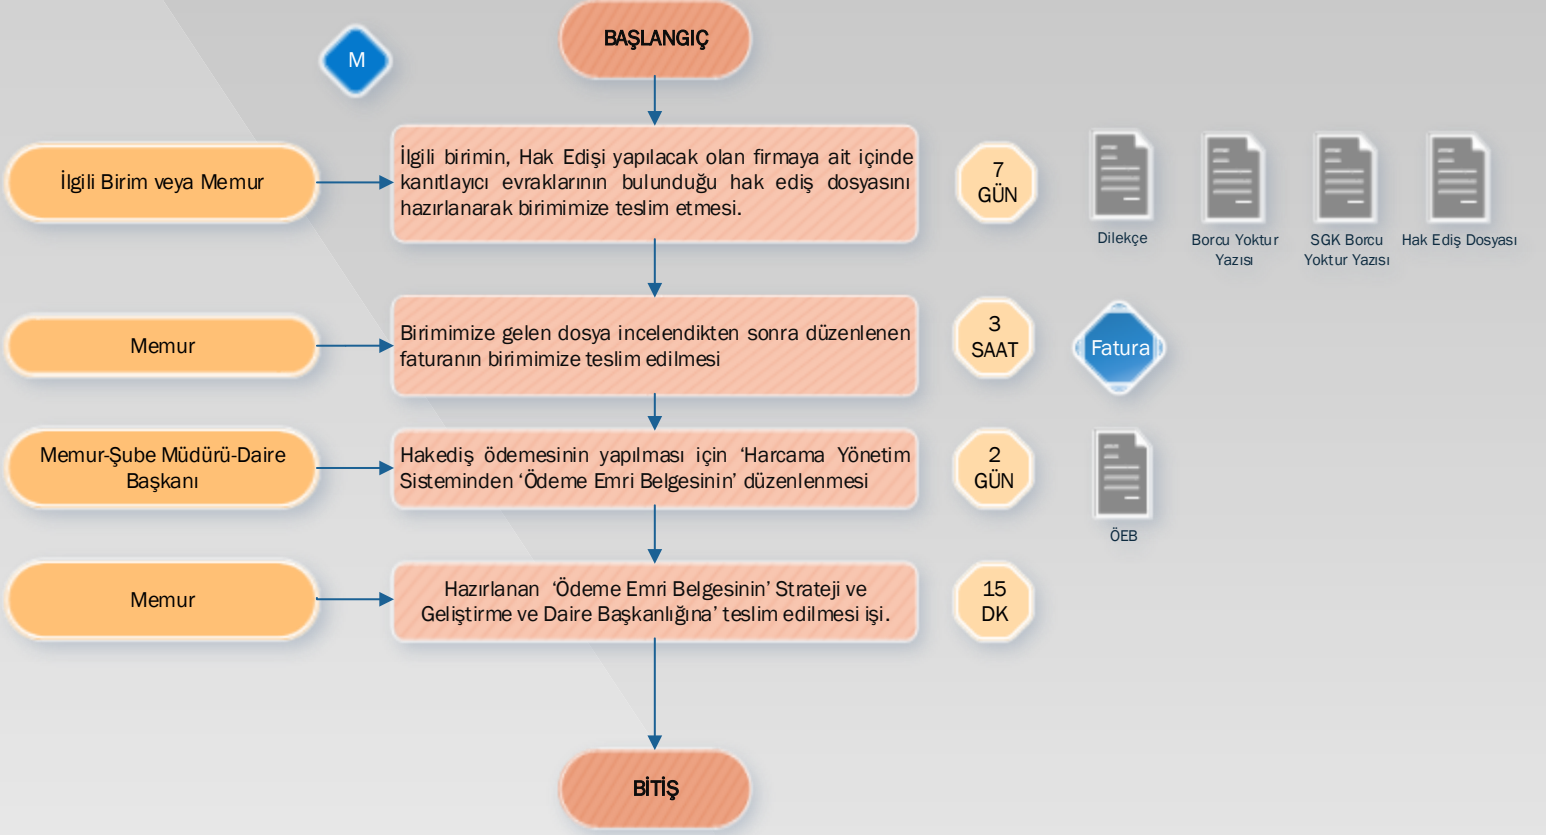 BAŞLANGIÇ
M
İlgili Birim veya Memur
İlgili birimin, Hak Edişi yapılacak olan firmaya ait içinde
kanıtlayıcı evraklarının bulunduğu hak ediş dosyasını
hazırlanarak birimimize teslim etmesi.
7
GÜN
Dilekçe
Borcu Yoktur
Yazısı
SGK Borcu
Yoktur Yazısı
Hak Ediş Dosyası
Memur
Birimimize gelen dosya incelendikten sonra düzenlenen
faturanın birimimize teslim edilmesi
3
SAAT
Fatura
Memur-Şube Müdürü-Daire
Başkanı
Hakediş ödemesinin yapılması için ‘Harcama Yönetim
Sisteminden ‘Ödeme Emri Belgesinin’ düzenlenmesi
2
GÜN
ÖEB
Memur
Hazırlanan ‘Ödeme Emri Belgesinin’ Strateji ve
Geliştirme ve Daire Başkanlığına’ teslim edilmesi işi.
15
DK
BİTİŞ